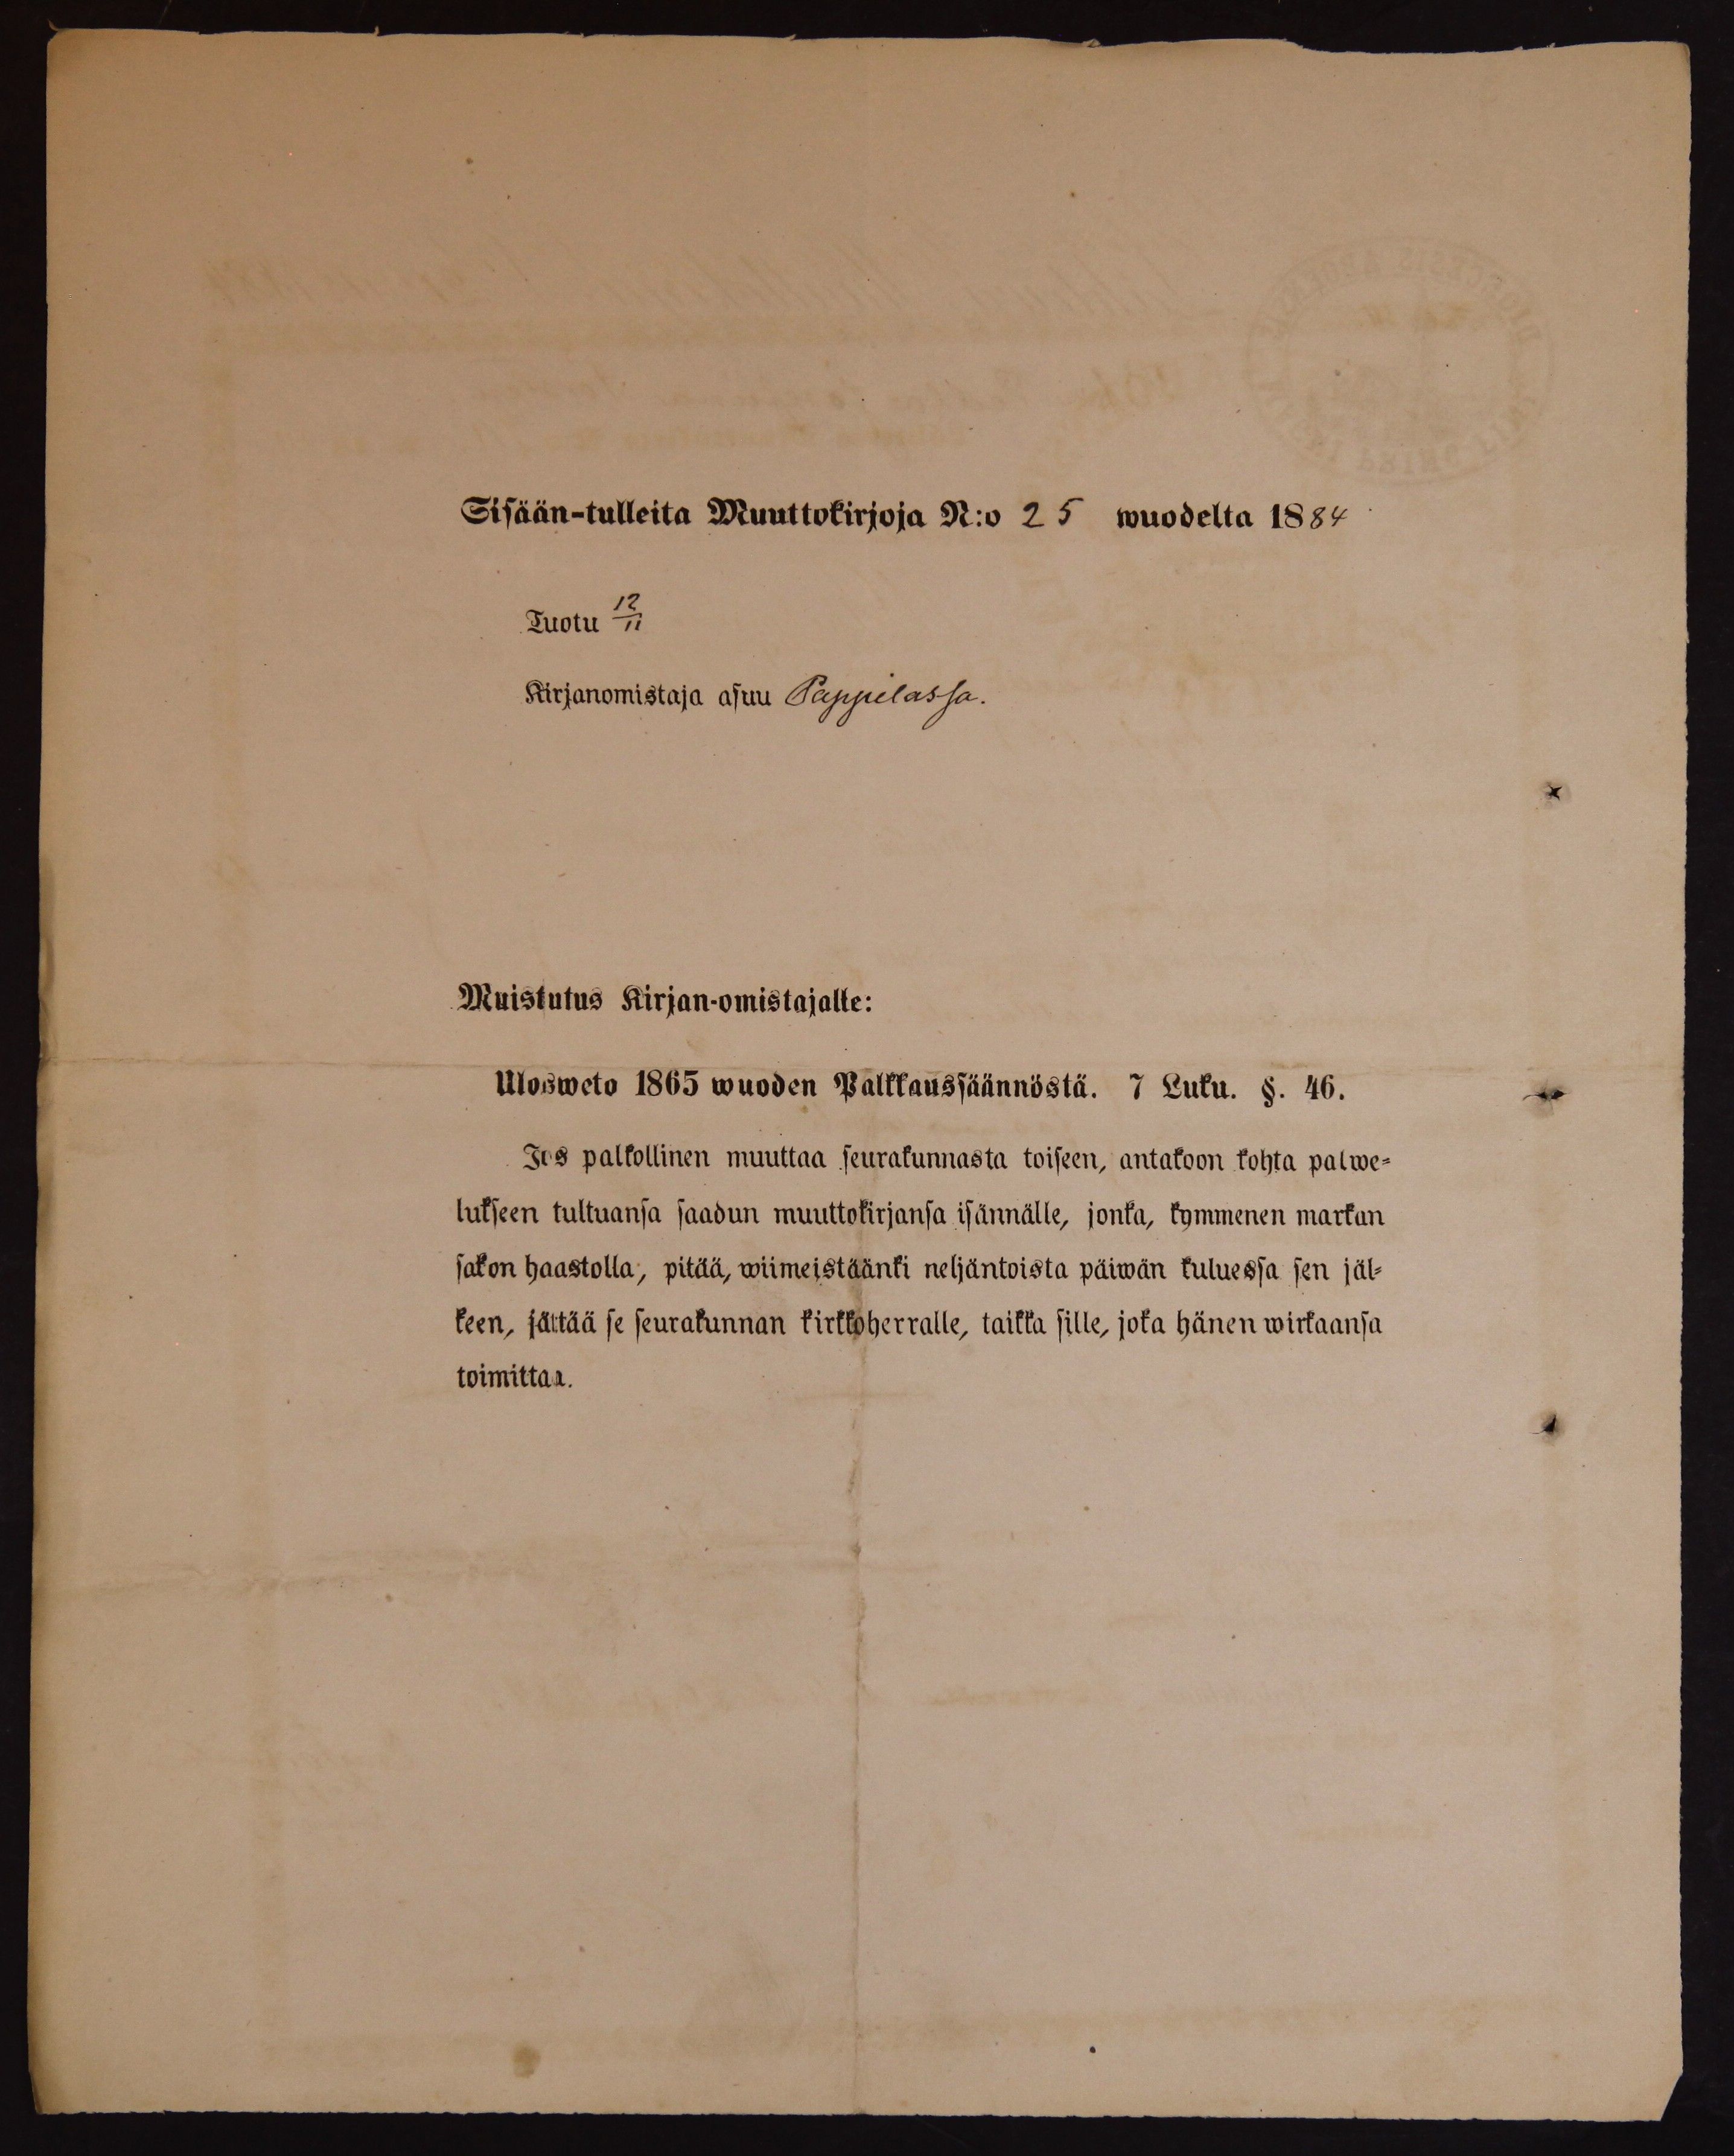 Sisään-tulleita Muuttokirjoja N:o 25 wuodelta 1884
Tuotu 12/11
Kirjanomistaja asuu Pappilassa.
Muistutus Kirjan-omistajalle:
Ulosweto 1865 wuoden Palkkaussäännöstä. 7 Luku. §. 46.
Jos palkollinen muuttaa seurakunnasta toiseen, antakoon kohta palwe-
lukseen tultuansa saadun muuttokirjansa isännälle, jonka, kymmenen markan
sakon haastolla, pitää, wiimeistäänki neljäntoista päiwän kuluessa sen jäl-
keen, jättää se seurakunnan kirkkoherralle, taikka sille, joka hänen wirkaansa
toimittaa.